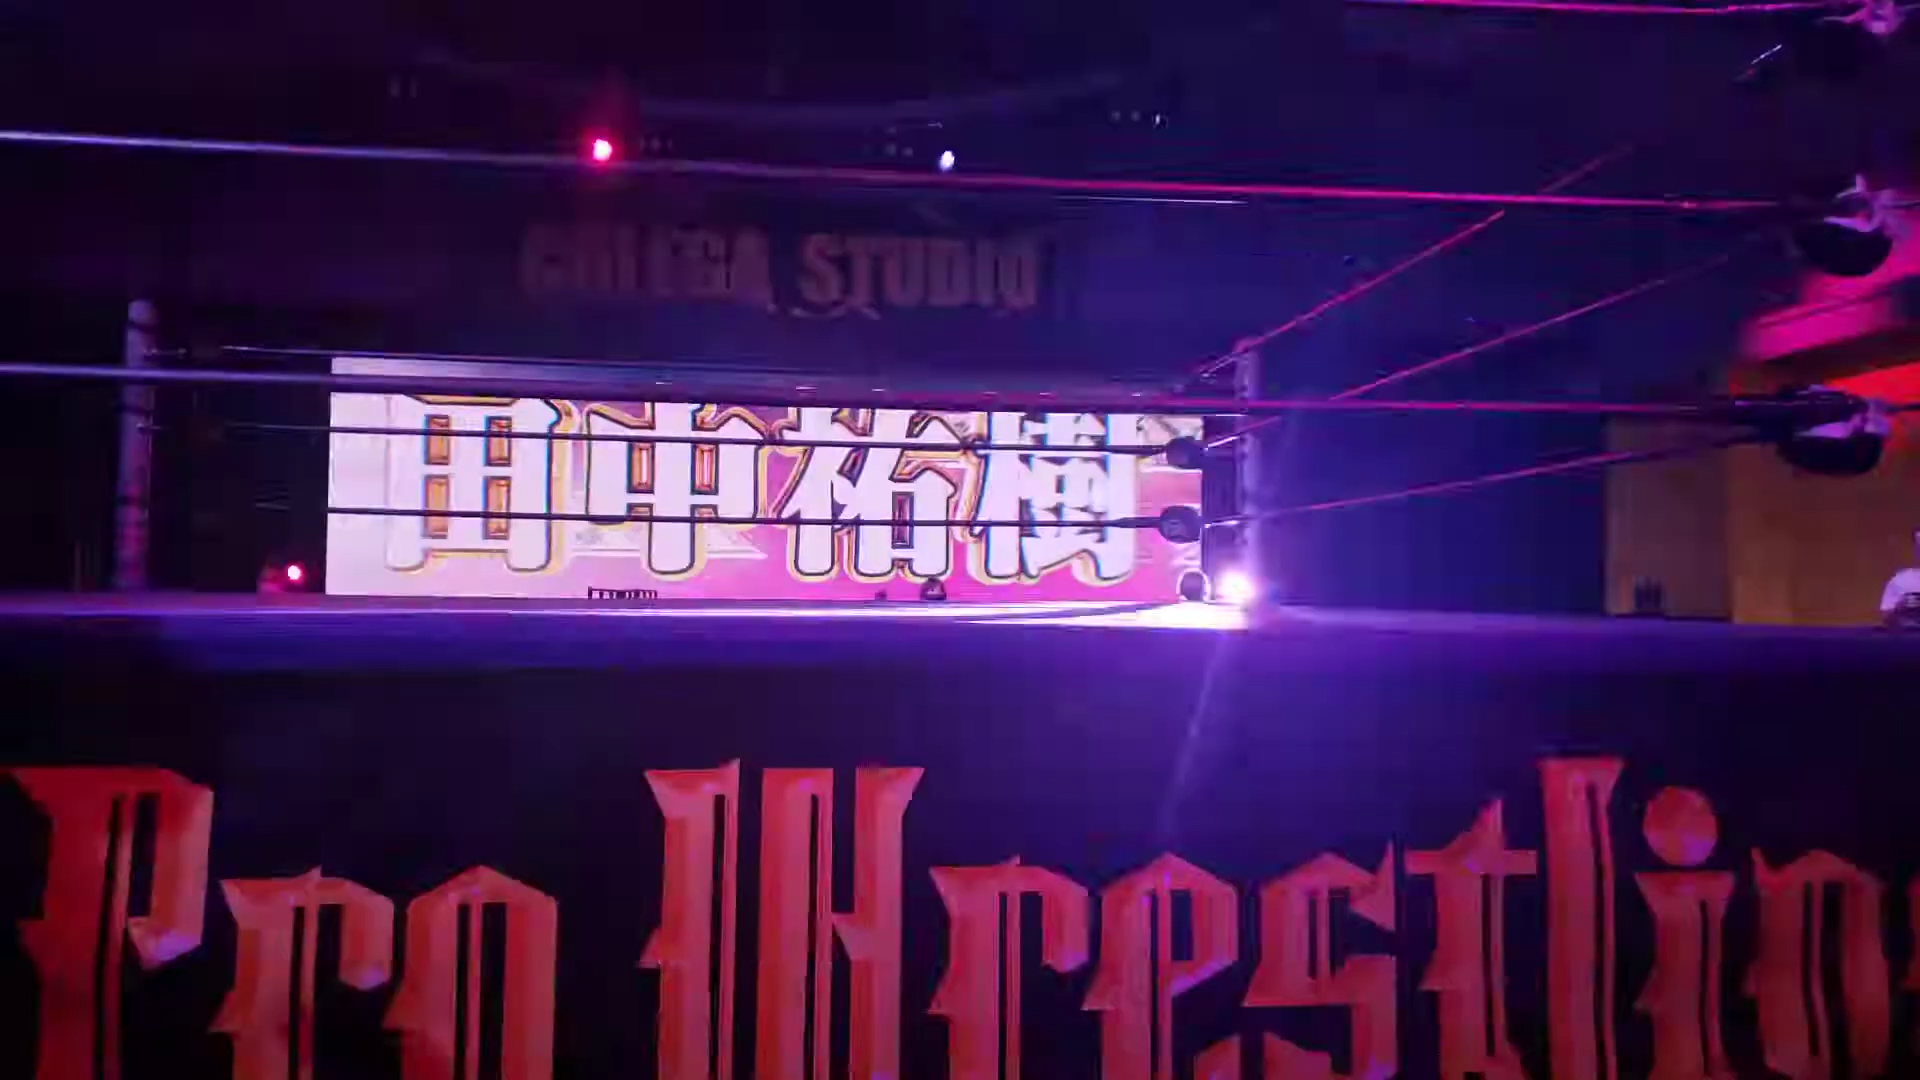 STUDIO
田中祐樹
Pro Wrestlin